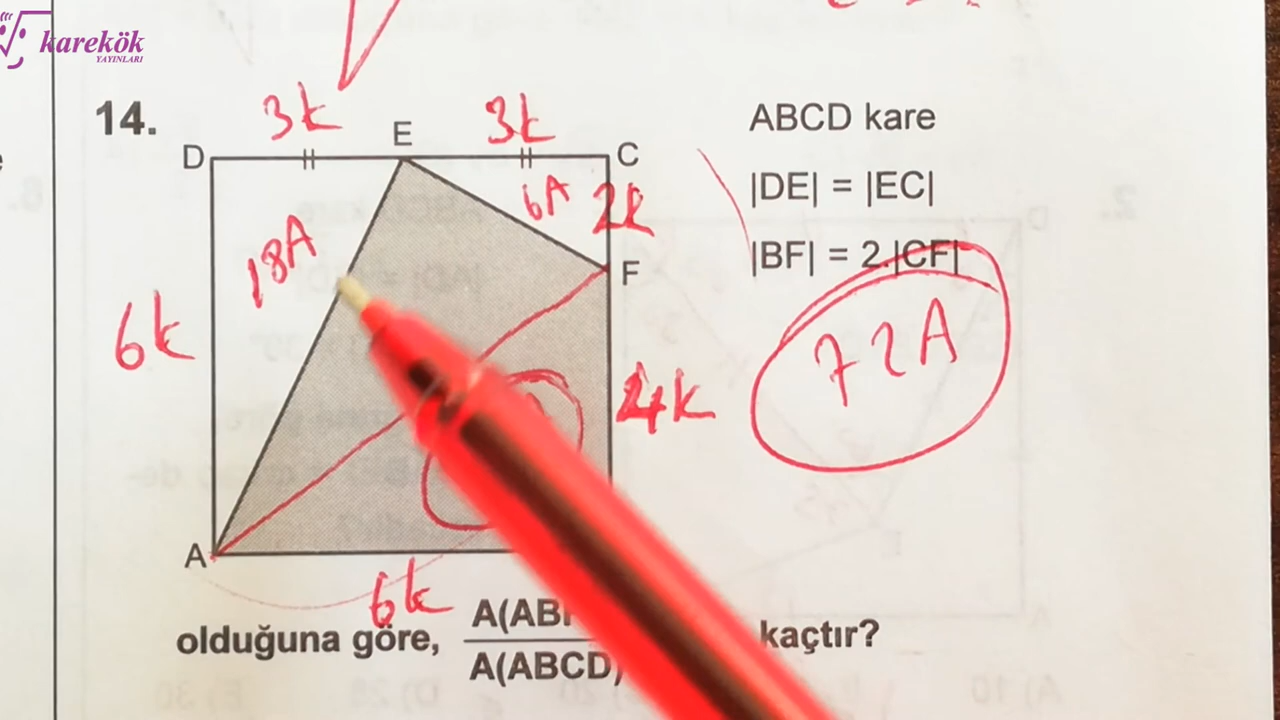 karekök
YAYINLARI
14.
3k
3k
D
E
C
ABCD kare
|DE| = |EC|
|BF| = 2.|CF|
6A
2k
18A
F
6k
72A
4k
A
6k
olduğuna göre,
A(ABCD)
kaçtır?